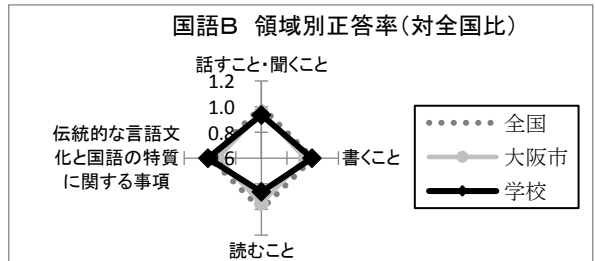 国語B 領域別正答率(対全国比)
話すこと・聞くこと
1.2
1.0
0.8
6
伝統的な言語文
化と国語の特質
に関する事項
書くこと
読むこと
全国
大阪市
学校